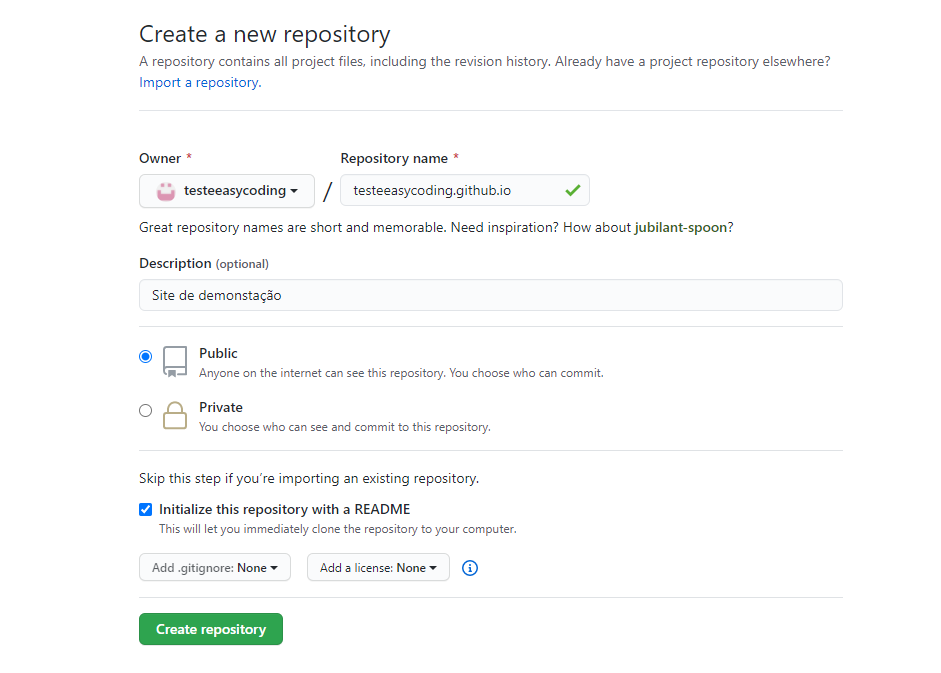 Create a new repository
A repository contains all project files, including the revision history. Already have a project repository elsewhere?
Import a repository.
Owner * Repository name *
testeeasycoding / testeeasycoding.github.io
Great repository names are short and memorable. Need inspiration? How about jubilant-spoon?
Description (optional)
Site de demonstação
Public
Anyone on the internet can see this repository. You choose who can commit.
Private
You choose who can see and commit to this repository.
Skip this step if you’re importing an existing repository.
Initialize this repository with a README
This will let you immediately clone the repository to your computer.
Add .gitignore: None Add a license: None
Create repository